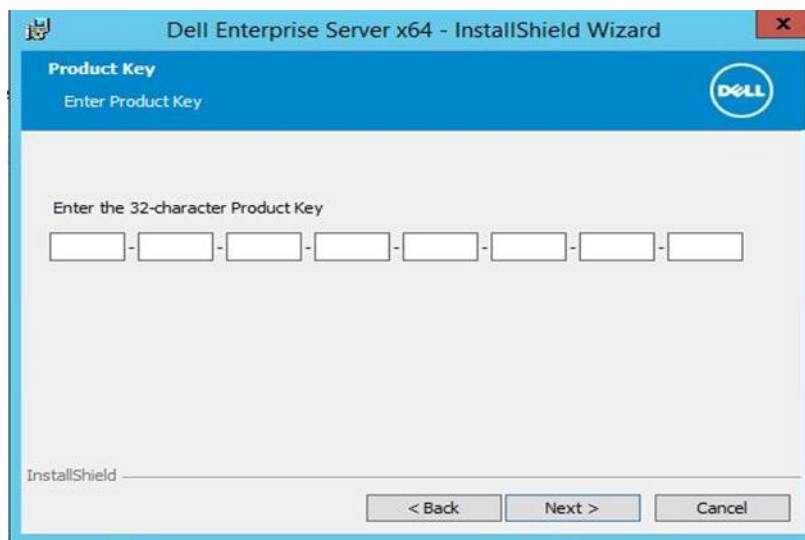 Dell Enterprise Server x64 - InstallShield Wizard
x
Product Key
Enter Product Key
DELL
Enter the 32-character Product Key
- - - - - - -
InstallShield
< Back Next > Cancel